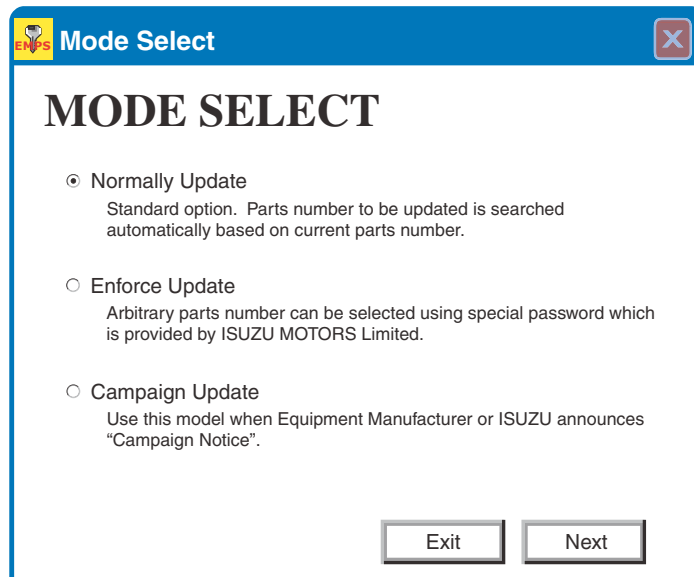 EMPS Mode Select
MODE SELECT
Normally Update
Standard option. Parts number to be updated is searched
automatically based on current parts number.
Enforce Update
Arbitrary parts number can be selected using special password which
is provided by ISUZU MOTORS Limited.
Campaign Update
Use this model when Equipment Manufacturer or ISUZU announces
“Campaign Notice”.
Exit Next